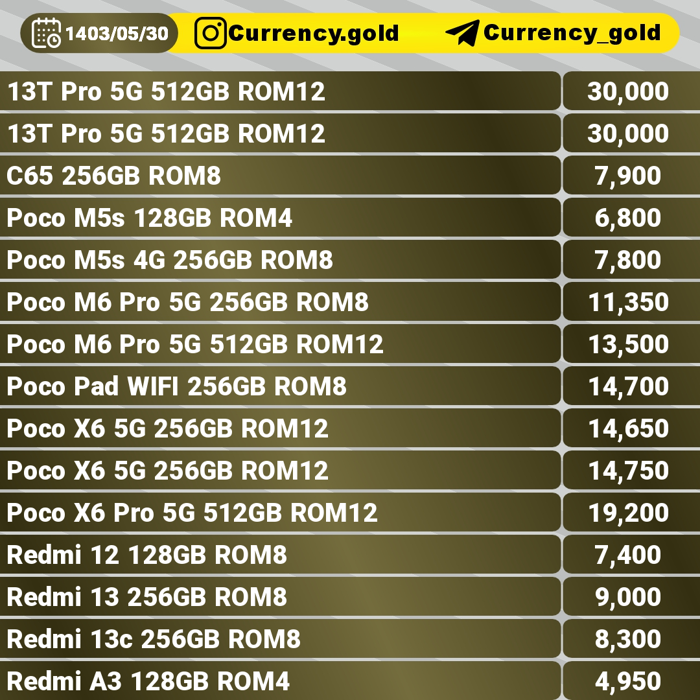 1403/05/30 Currency.gold Currency_gold
13T Pro 5G 512GB ROM12 30,000
13T Pro 5G 512GB ROM12 30,000
C65 256GB ROM8 7,900
Poco M5s 128GB ROM4 6,800
Poco M5s 4G 256GB ROM8 7,800
Poco M6 Pro 5G 256GB ROM8 11,350
Poco M6 Pro 5G 512GB ROM12 13,500
Poco Pad WIFI 256GB ROM8 14,700
Poco X6 5G 256GB ROM12 14,650
Poco X6 5G 256GB ROM12 14,750
Poco X6 Pro 5G 512GB ROM12 19,200
Redmi 12 128GB ROM8 7,400
Redmi 13 256GB ROM8 9,000
Redmi 13c 256GB ROM8 8,300
Redmi A3 128GB ROM4 4,950